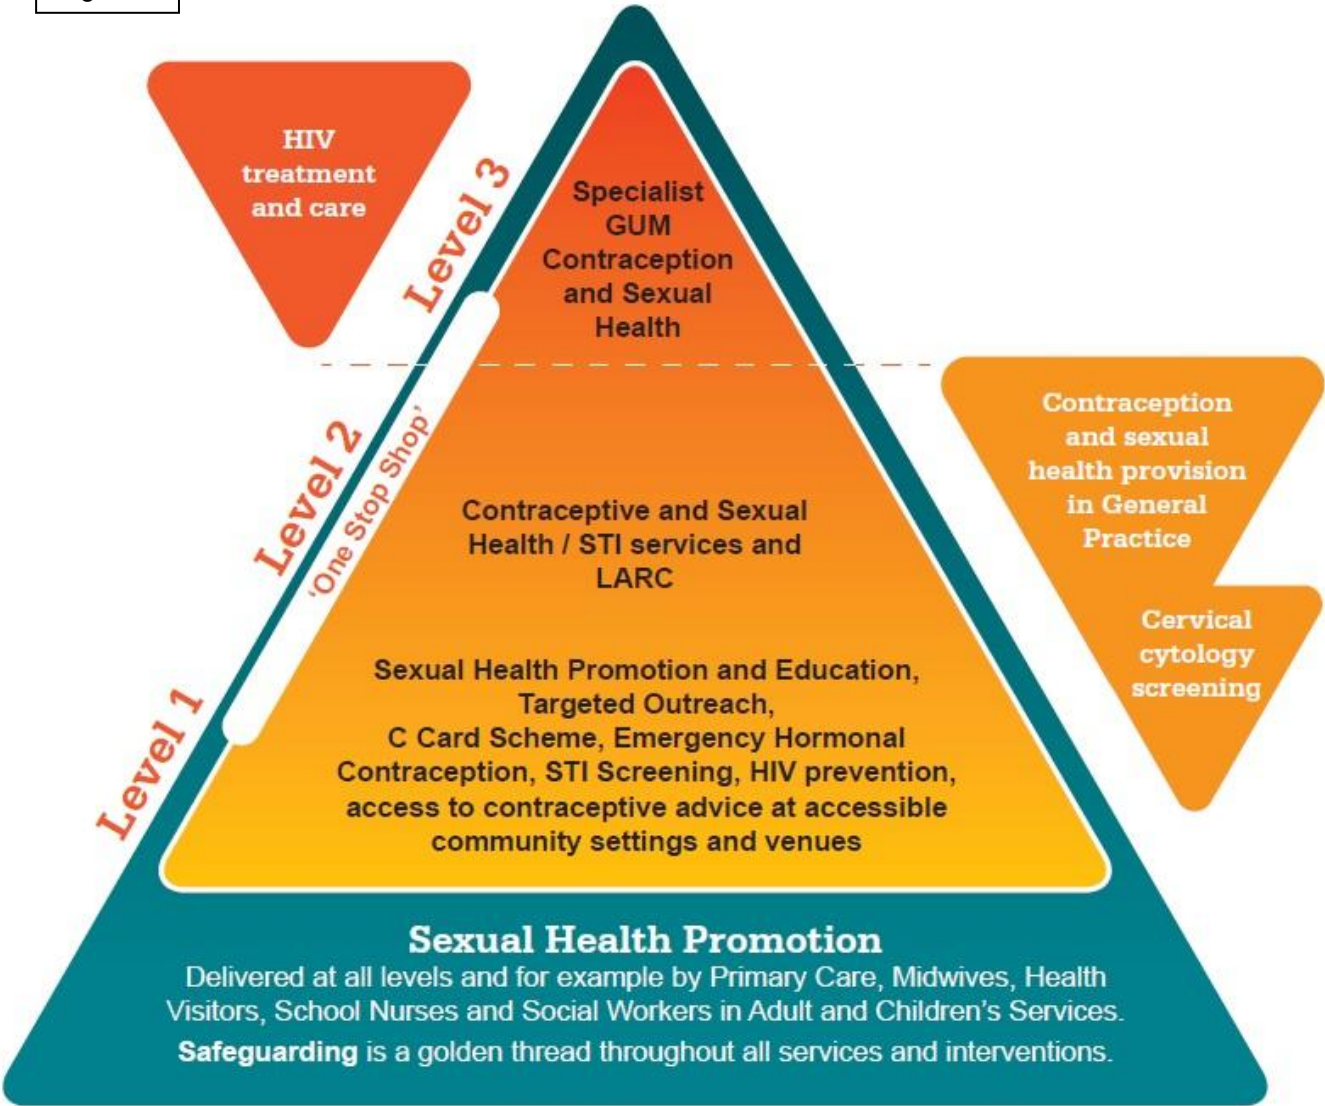 HIV
treatment
and care
Level 3
Specialist
GUM
Contraception
and Sexual
Health
Level 2
‘One Stop Shop’
Contraceptive and Sexual
Health / STI services and
LARC
Contraception
and sexual
health provision
in General
Practice
Cervical
cytology
screening
Level 1
Sexual Health Promotion and Education,
Targeted Outreach,
C Card Scheme, Emergency Hormonal
Contraception, STI Screening, HIV prevention,
access to contraceptive advice at accessible
community settings and venues
Sexual Health Promotion
Delivered at all levels and for example by Primary Care, Midwives, Health
Visitors, School Nurses and Social Workers in Adult and Children’s Services.
Safeguarding is a golden thread throughout all services and interventions.